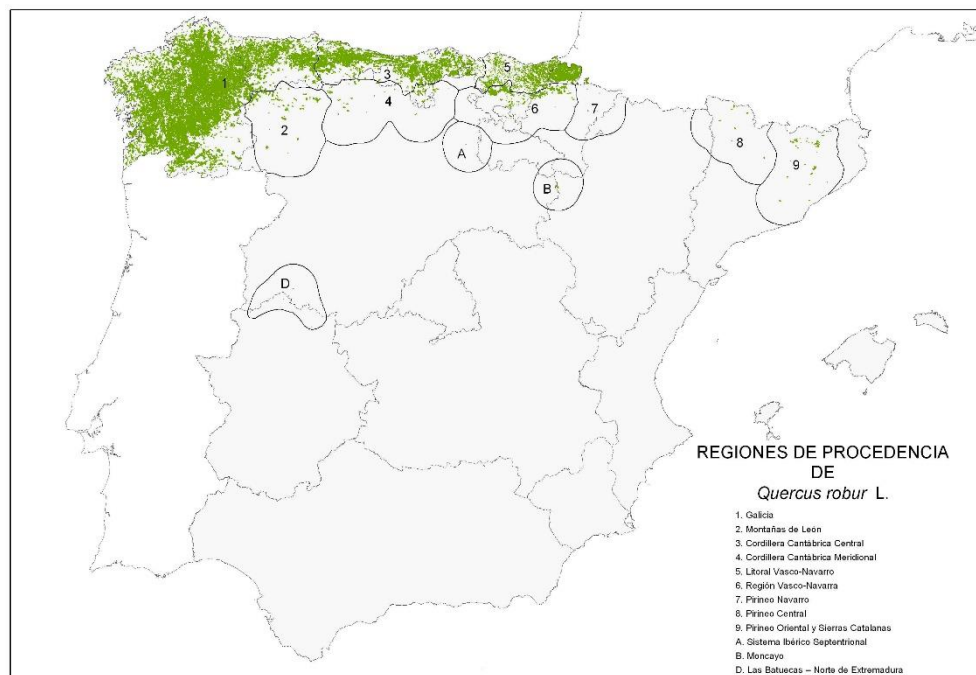 1
2
3
4
5
6
7
8
9
A
B
D
REGIONES DE PROCEDENCIA
DE
Quercus robur L.
1. Galicia
2. Montañas de León
3. Cordillera Cantábrica Central
4. Cordillera Cantábrica Meridional
5. Litoral Vasco-Navarro
6. Región Vasco-Navarra
7. Pirineo Navarro
8. Pirineo Central
9. Pirineo Oriental y Sierras Catalanas
A. Sistema Ibérico Septentrional
B. Moncayo
D. Las Batuecas – Norte de Extremadura